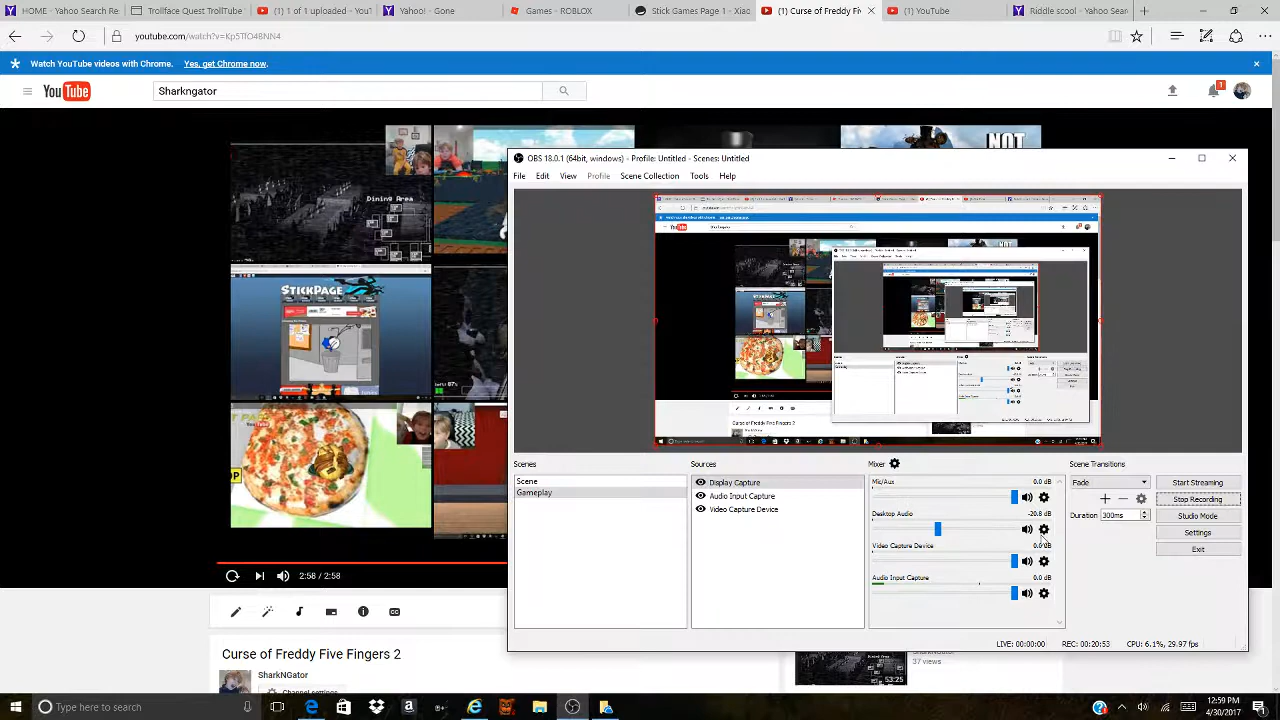 HOME - Yahoo Search Re
Trollface Quest TrollTube
(1) 1 of 1 uploaded - You
Yahoo! - Gone
Games - ROBLOX
Stick Games Page 1 - Xiao
(1) Curse of Freddy Fi
(1) YouTube
Riddle scool - Yahoo Sear
youtube.com/watch?v=Kp5TfO4BNN4
Watch YouTube videos with Chrome. Yes, get Chrome now.
YouTube
Sharkngator
1
NOT
Dining Area
STICKPAGE
OBS 18.0.1 (64bit, windows) - Profile: Untitled - Scenes: Untitled
File Edit View Profile Scene Collection Tools Help
Scenes
Scene
Gameplay
Sources
Display Capture
Audio Input Capture
Video Capture Device
Mixer
Mic/Aux 0.0 dB
Desktop Audio -20.8 dB
Video Capture Device 0.0 dB
Audio Input Capture 0.0 dB
Scene Transitions
Fade
Duration 300ms
Start Streaming
Stop Recording
Studio Mode
Settings
Exit
LIVE: 00:00:00 REC: 00:20:53 CPU: 6.1%, 29.97 fps
2:58 / 2:58
Curse of Freddy Five Fingers 2
SharkNGator
Channel settings
37 views
53:25
Type here to search
12:59 PM
4/30/2017